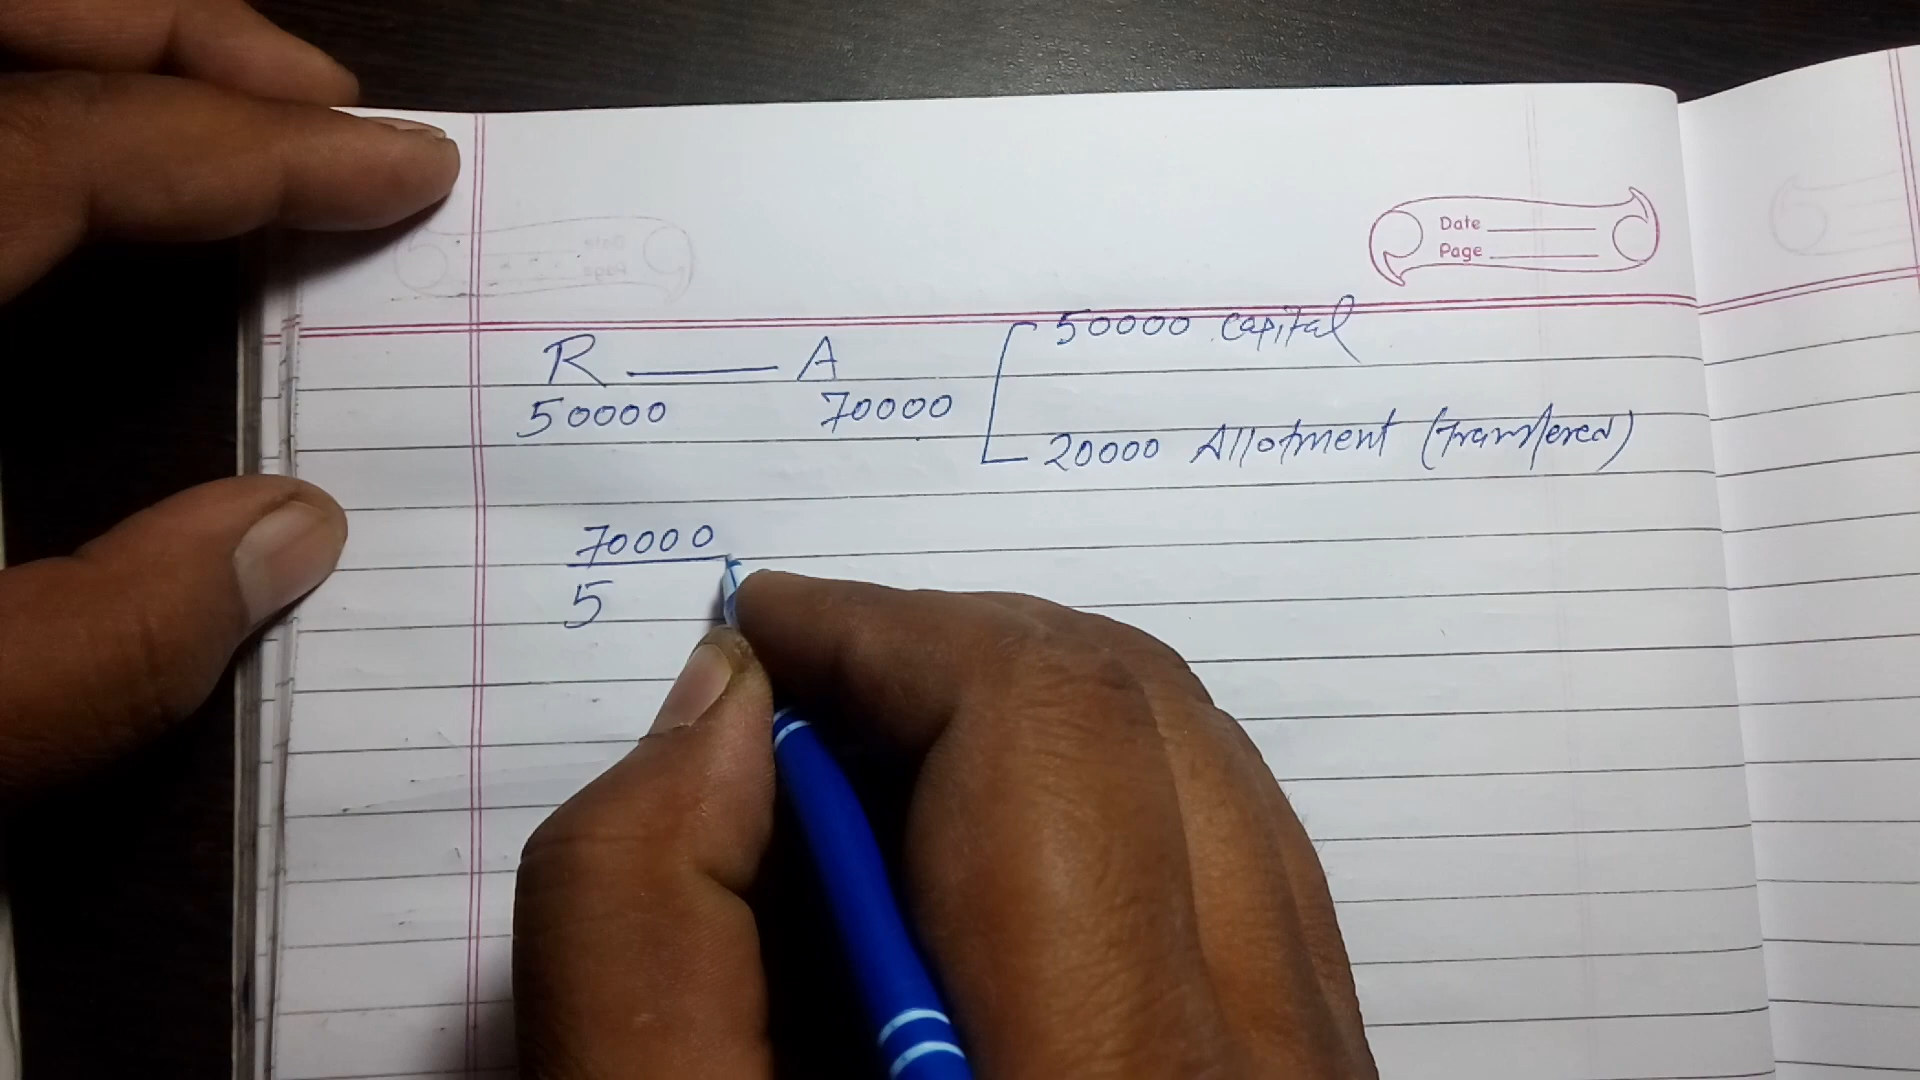 Date
Page
R — A
50000 70000
50000 Capital
20000 Allotment (Transfered)
70000
5